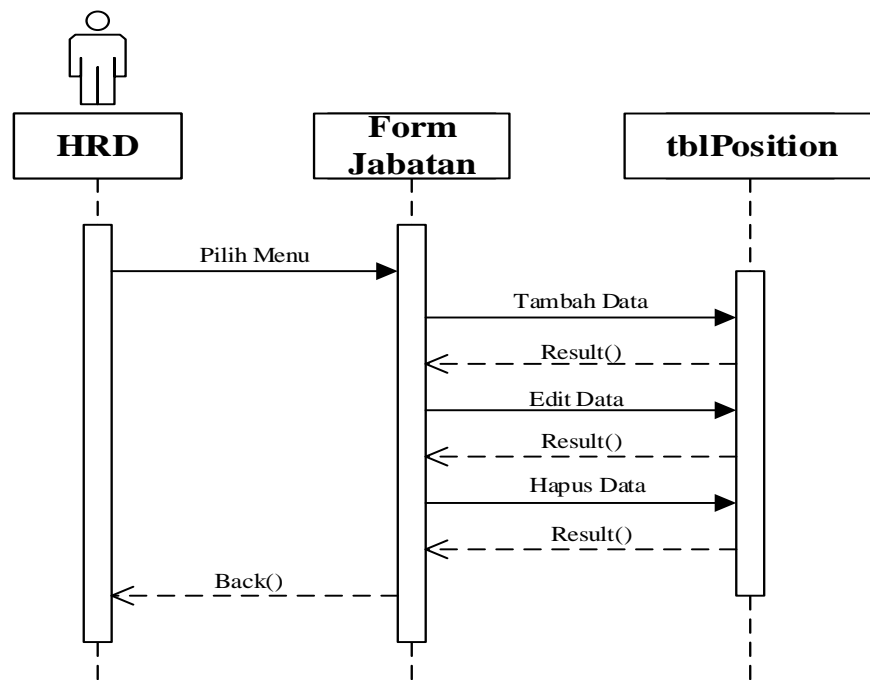 HRD
Form
Jabatan
tblPosition
Pilih Menu
Tambah Data
Result()
Edit Data
Result()
Hapus Data
Result()
Back()